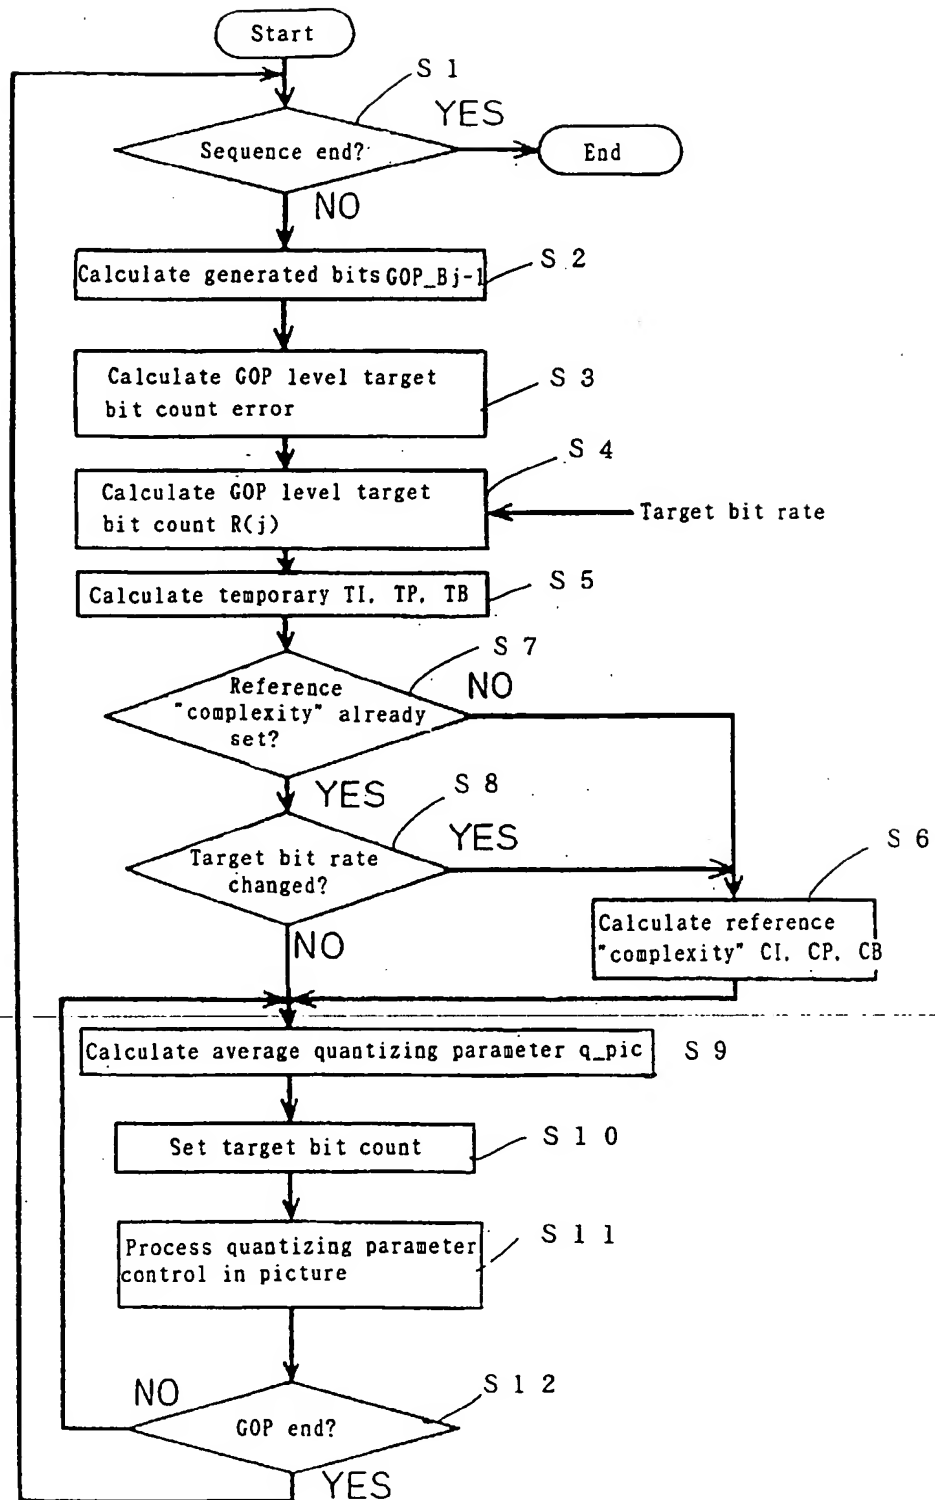 Start
S 1
YES
Sequence end?
End
NO
S 2
Calculate generated bits GOP_Bj-1
Calculate GOP level target
bit count error
S 3
S 4
Calculate GOP level target
bit count R(j)
Target bit rate
S 5
Calculate temporary TI, TP, TB
S 7
NO
Reference
"complexity" already
set?
YES
S 8
YES
Target bit rate
changed?
S 6
Calculate reference
"complexity" CI, CP, CB
NO
Calculate average quantizing parameter q_pic
S 9
Set target bit count
S 1 0
Process quantizing parameter
control in picture
S 1 1
NO
S 1 2
GOP end?
YES